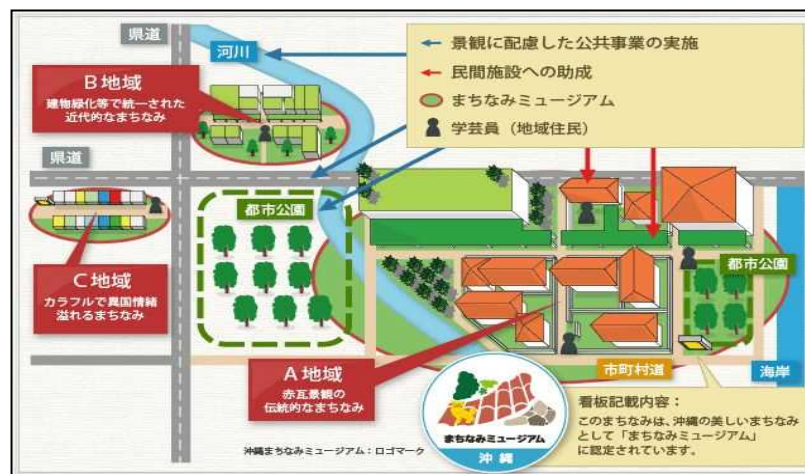 県道
河川
景観に配慮した公共事業の実施
民間施設への助成
まちなみミュージアム
学芸員（地域住民）
B地域
建物緑化等で統一された
近代的なまちなみ
県道
都市公園
C地域
カラフルで異国情緒
溢れるまちなみ
都市公園
A地域
赤瓦景観の
伝統的なまちなみ
市町村道
海岸
看板記載内容：
このまちなみは、沖縄の美しいまちなみ
として「まちなみミュージアム」
に認定されています。
沖縄まちなみミュージアム：ロゴマーク
まちなみミュージアム
沖縄